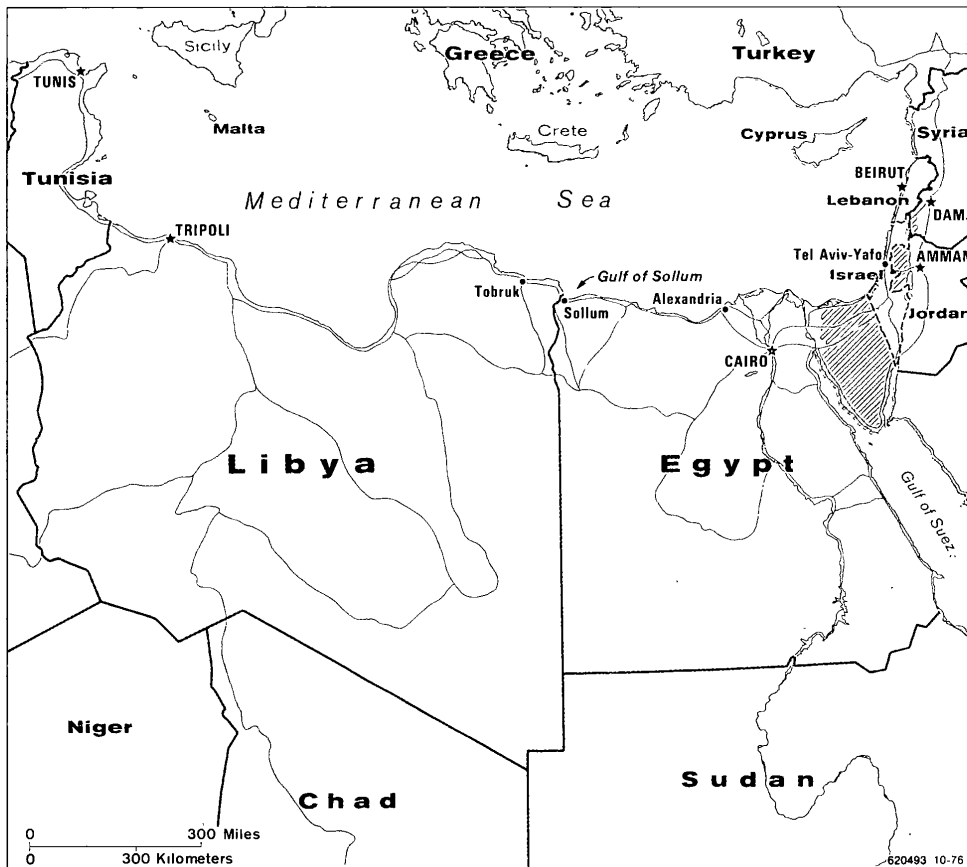 Sicily
Greece
Turkey
TUNIS
Malta
Crete
Cyprus
Syria
Tunisia
BEIRUT
Mediterranean Sea
Lebanon
DAMA
TRIPOLI
Tel Aviv-Yafo
AMMAN
Israel
Gulf of Sollum
Tobruk
Alexandria
Sollum
Jordan
CAIRO
Libya
Egypt
Gulf of Suez
Niger
Sudan
Chad
0 300 Miles
0 300 Kilometers
620493 10-76